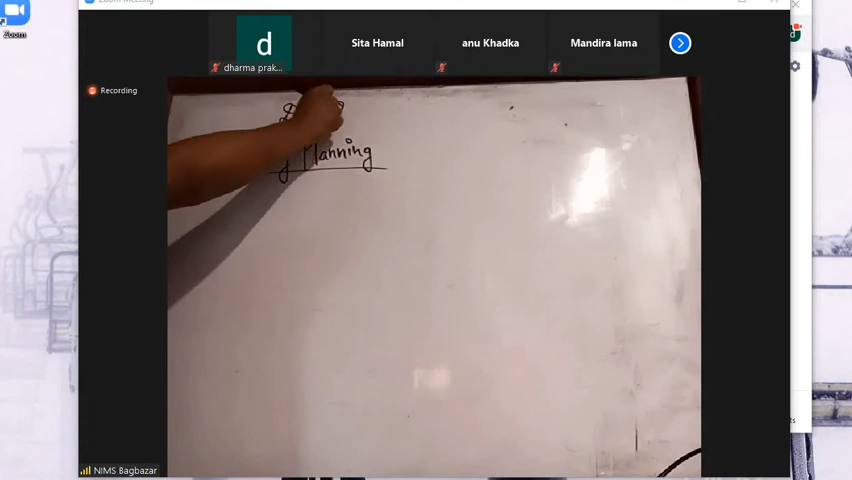 Zoom Meeting
Zoom
d
dharma prak...
Sita Hamal
anu Khadka
Mandira lama
d
Recording
Planning
NIMS Bagbazar